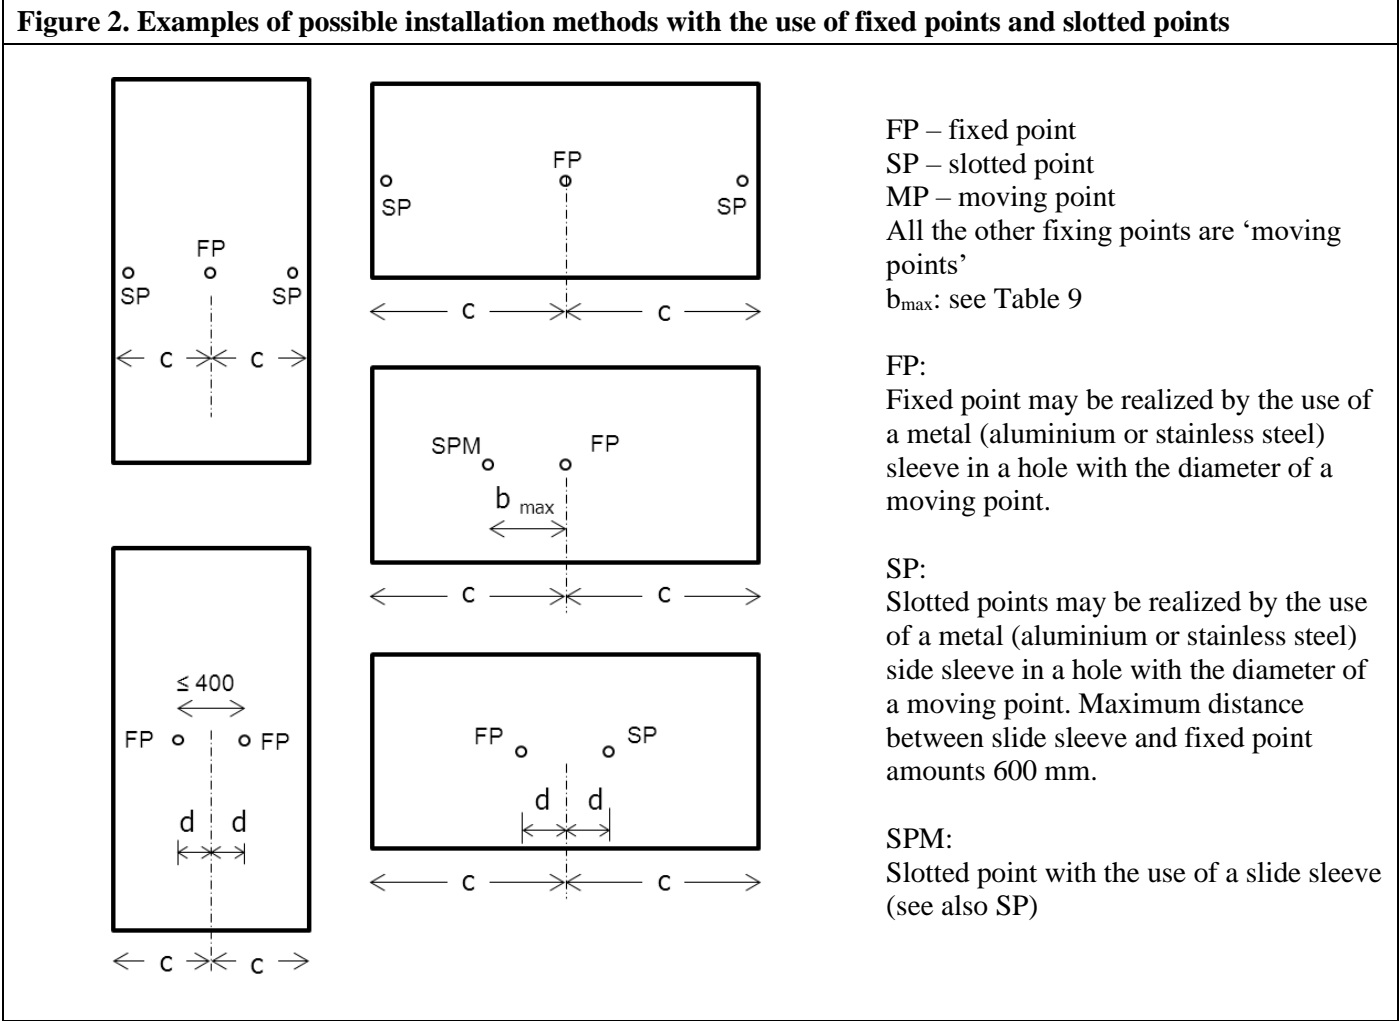 Figure 2. Examples of possible installation methods with the use of fixed points and slotted points
FP
SP
SP
c
c
FP
SP
SP
c
c
SPM
FP
b max
c
c
≤ 400
FP
FP
d
d
c
c
FP
SP
d
d
c
c
FP – fixed point
SP – slotted point
MP – moving point
All the other fixing points are ‘moving
points’
bmax: see Table 9
FP:
Fixed point may be realized by the use of
a metal (aluminium or stainless steel)
sleeve in a hole with the diameter of a
moving point.
SP:
Slotted points may be realized by the use
of a metal (aluminium or stainless steel)
side sleeve in a hole with the diameter of
a moving point. Maximum distance
between slide sleeve and fixed point
amounts 600 mm.
SPM:
Slotted point with the use of a slide sleeve
(see also SP)